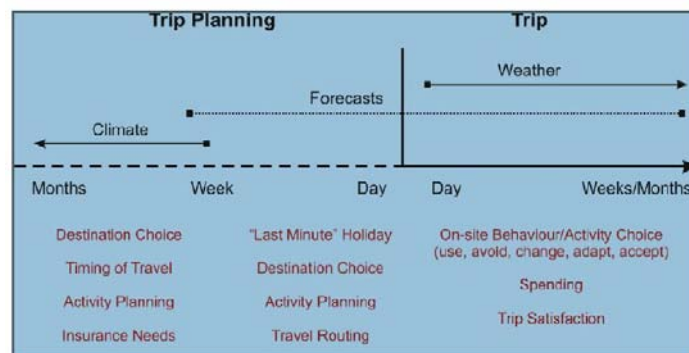 Trip Planning
Trip
Weather
Forecasts
Climate
Months
Week
Day
Day
Weeks/Months
Destination Choice
Timing of Travel
Activity Planning
Insurance Needs
"Last Minute" Holiday
Destination Choice
Activity Planning
Travel Routing
On-site Behaviour/Activity Choice
(use, avoid, change, adapt, accept)
Spending
Trip Satisfaction